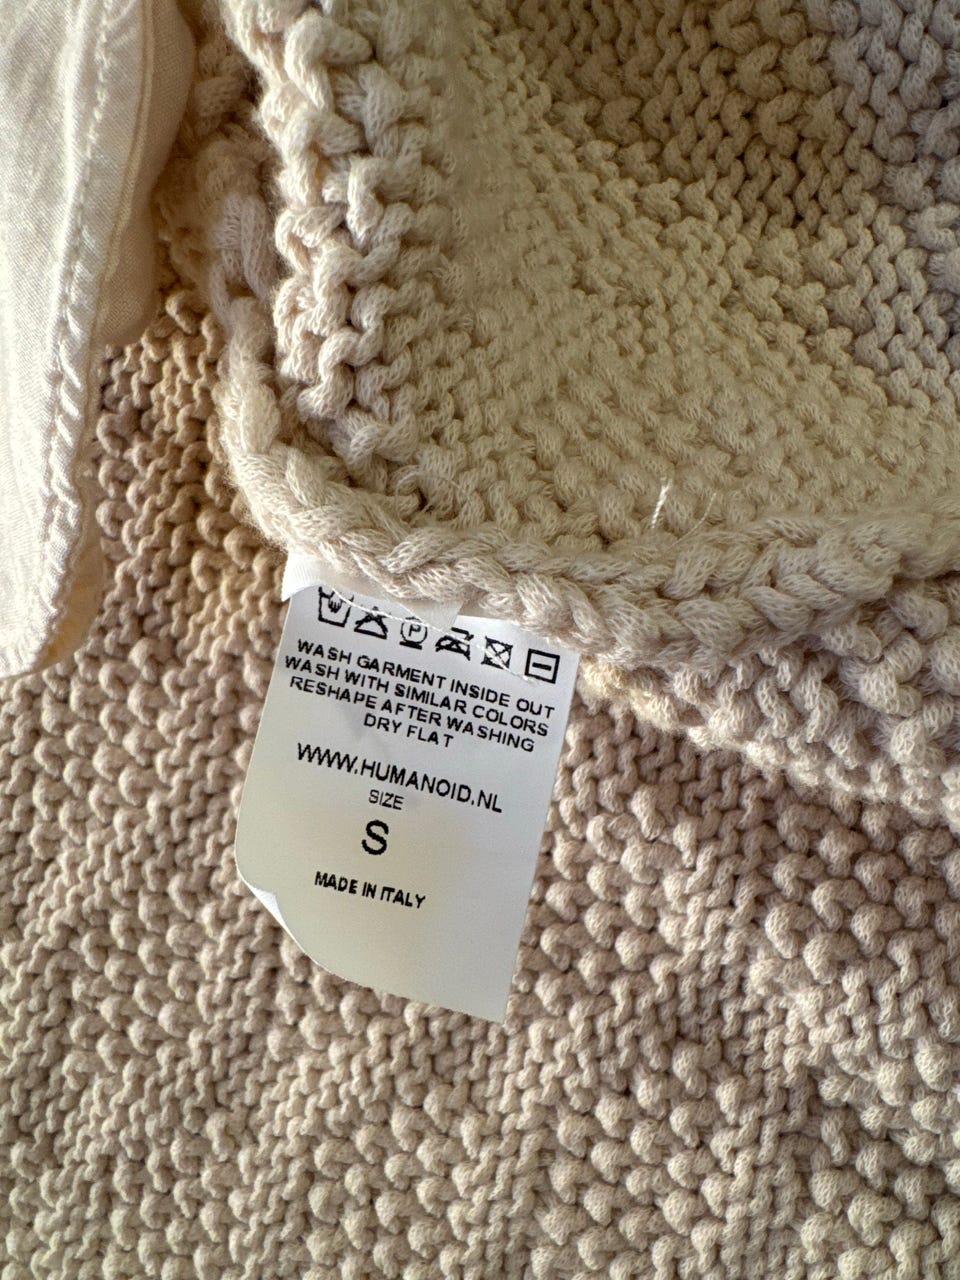 P
WASH GARMENT INSIDE OUT
WASH WITH SIMILAR COLORS
RESHAPE AFTER WASHING
DRY FLAT
WWW.HUMANOID.NL
SIZE
S
MADE IN ITALY